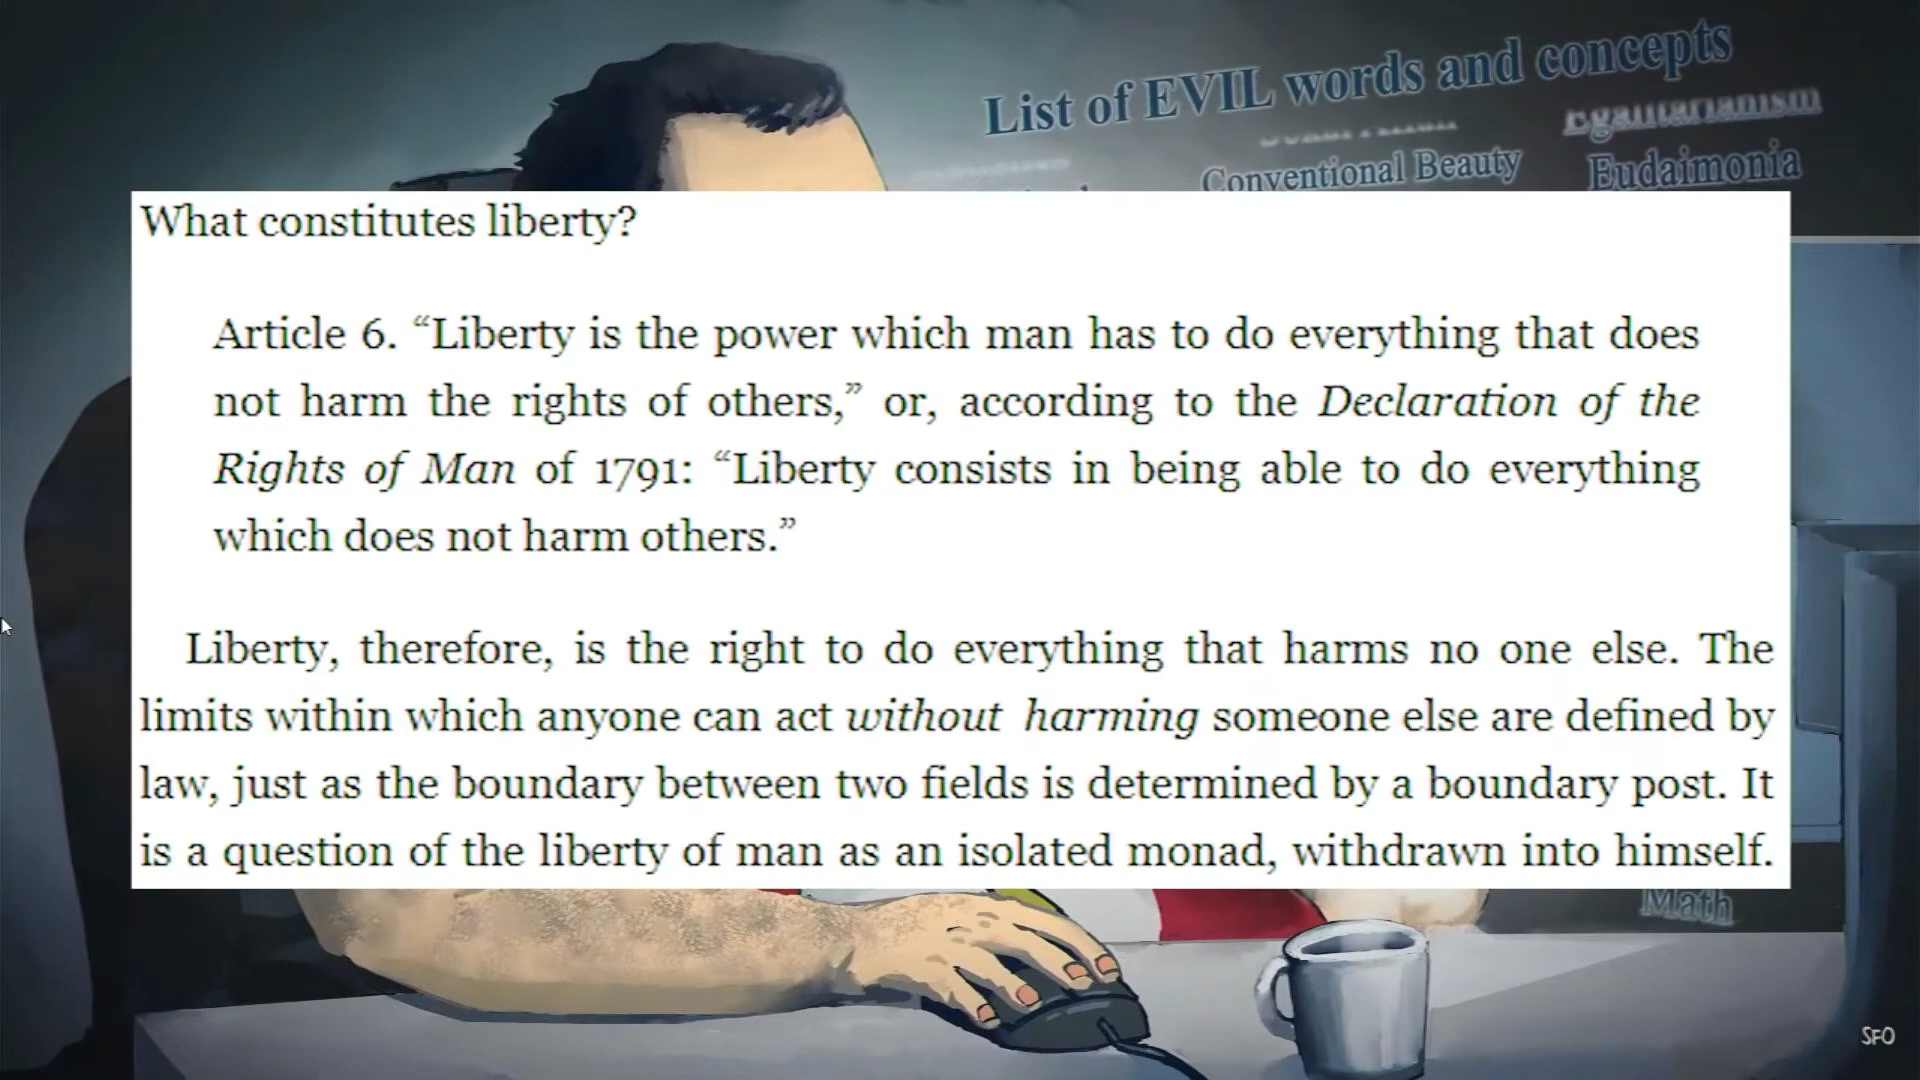 List of EVIL words and concepts
Egalitarianism
Conventional Beauty
Eudaimonia
What constitutes liberty?
Article 6. “Liberty is the power which man has to do everything that does
not harm the rights of others,” or, according to the Declaration of the
Rights of Man of 1791: “Liberty consists in being able to do everything
which does not harm others.”
Liberty, therefore, is the right to do everything that harms no one else. The
limits within which anyone can act without harming someone else are defined by
law, just as the boundary between two fields is determined by a boundary post. It
is a question of the liberty of man as an isolated monad, withdrawn into himself.
Math
SFO